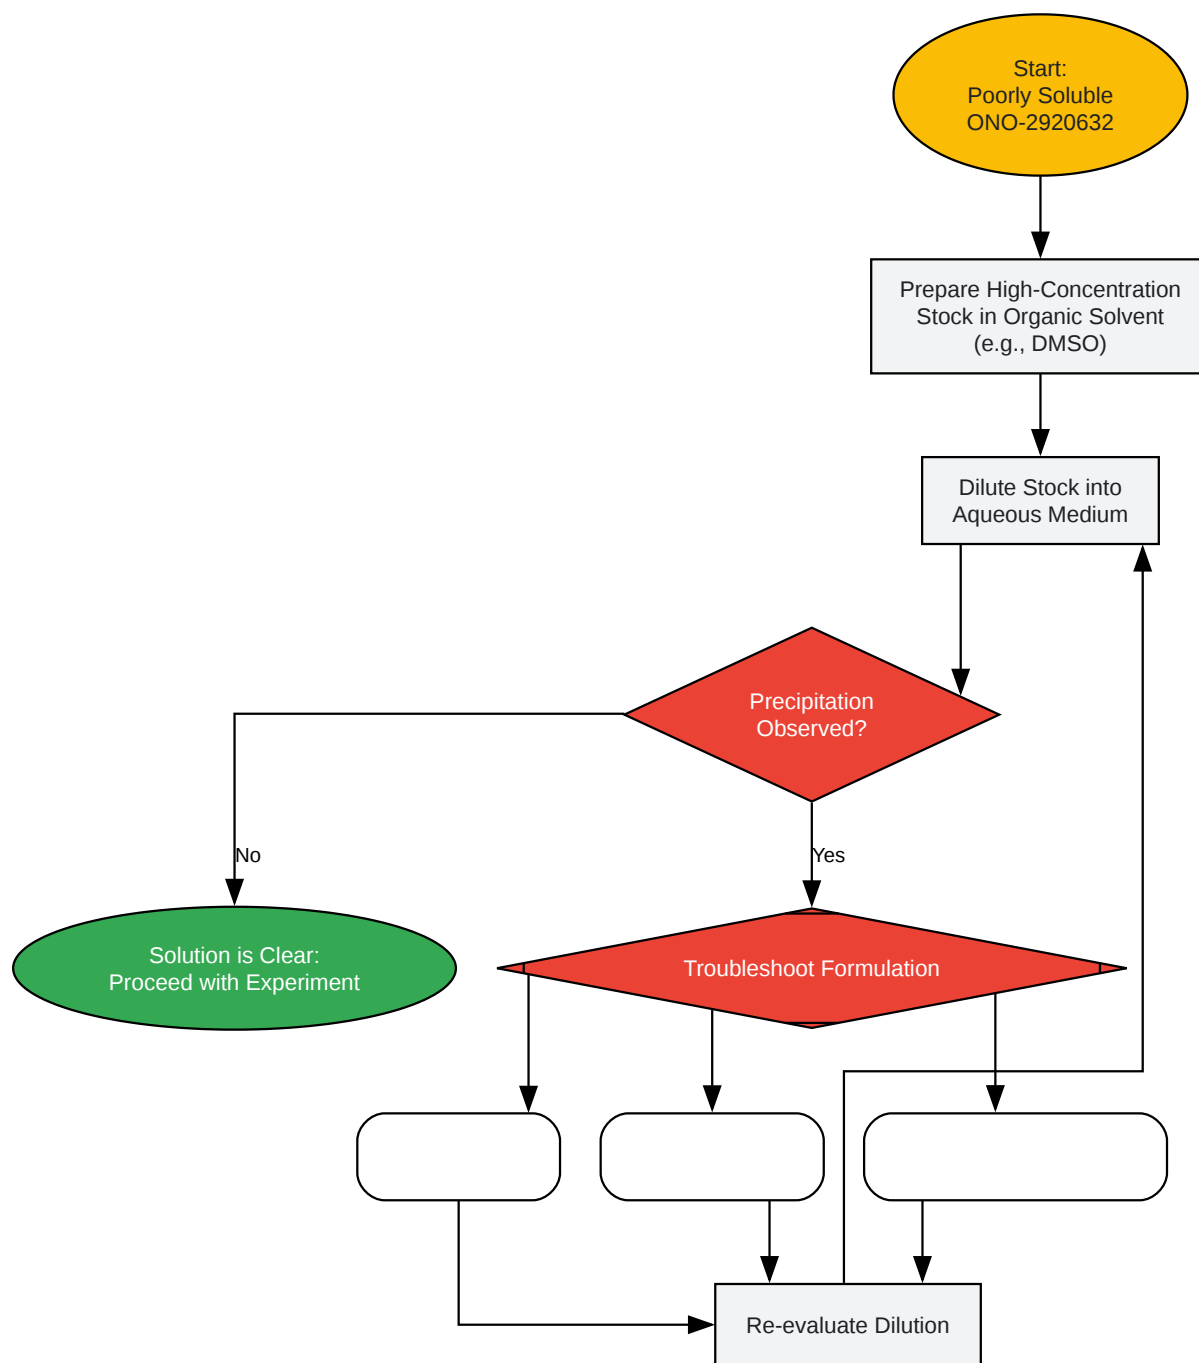 Start:
Poorly Soluble
ONO-2920632
Prepare High-Concentration
Stock in Organic Solvent
(e.g., DMSO)
Dilute Stock into
Aqueous Medium
Precipitation
Observed?
No
Yes
Solution is Clear:
Proceed with Experiment
Troubleshoot Formulation
Re-evaluate Dilution